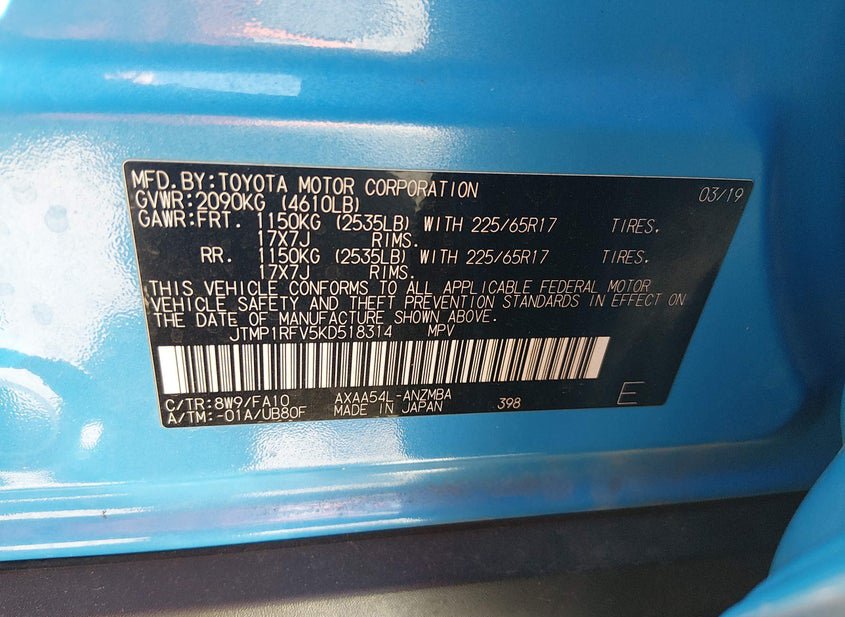 MFD.BY:TOYOTA MOTOR CORPORATION 03/19
GVWR:2090KG (4610LB)
GAWR:FRT. 1150KG (2535LB) WITH 225/65R17 TIRES.
17X7J RIMS.
RR. 1150KG (2535LB) WITH 225/65R17 TIRES.
17X7J RIMS.
THIS VEHICLE CONFORMS TO ALL APPLICABLE FEDERAL MOTOR
VEHICLE SAFETY AND THEFT PREVENTION STANDARDS IN EFFECT ON
THE DATE OF MANUFACTURE SHOWN ABOVE.
JTMP1RFV5KD518314 MPV
C/TR:8W9/FA10 AXAA54L-ANZMBA
A/TM:-01A/UB80F MADE IN JAPAN 398 E